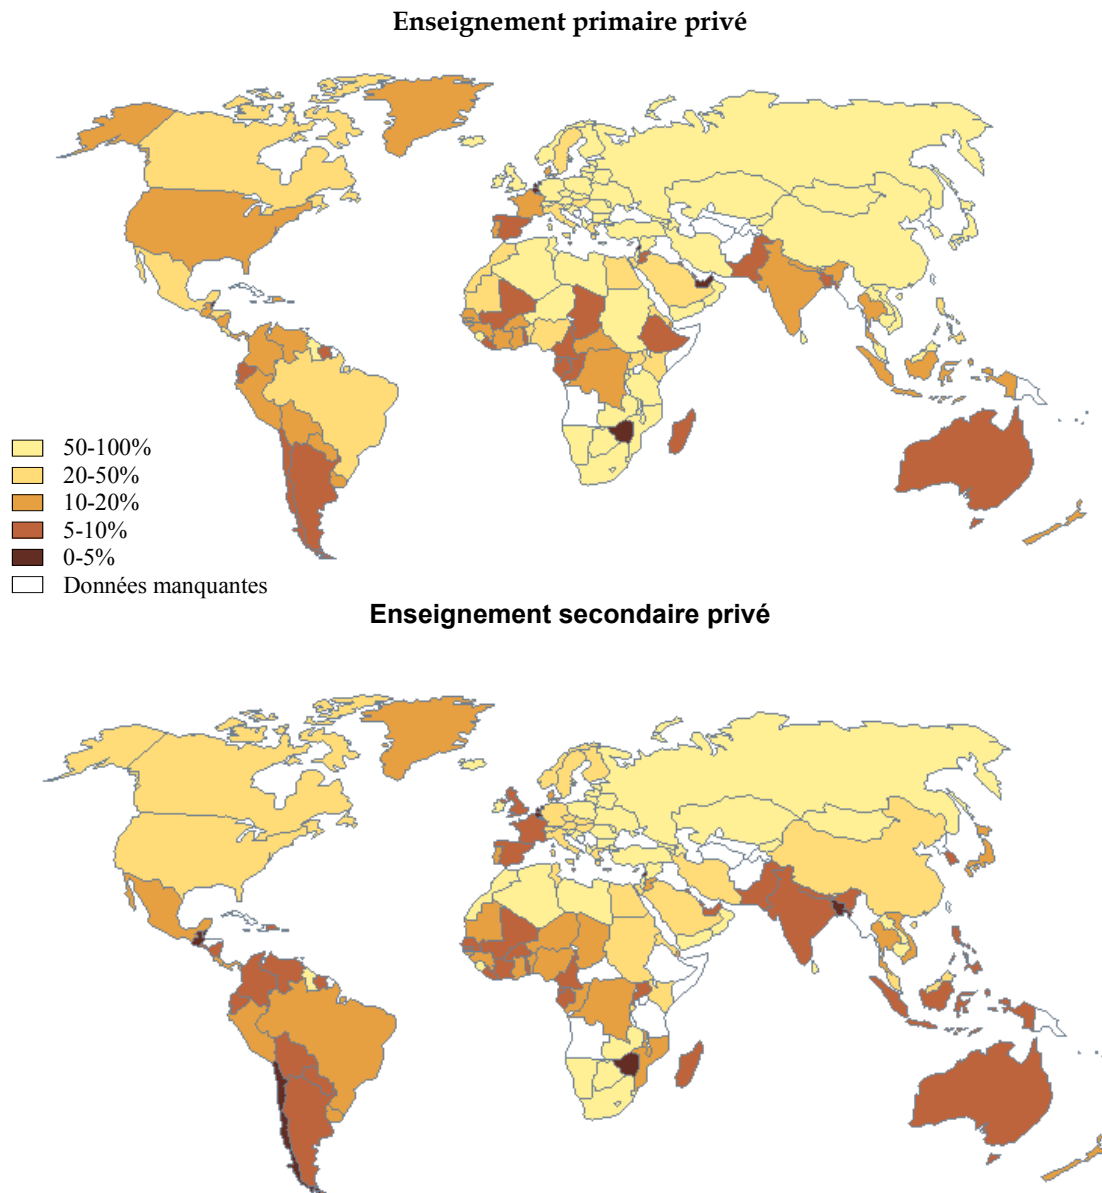 Enseignement primaire privé
50-100%
20-50%
10-20%
5-10%
0-5%
Données manquantes
Enseignement secondaire privé